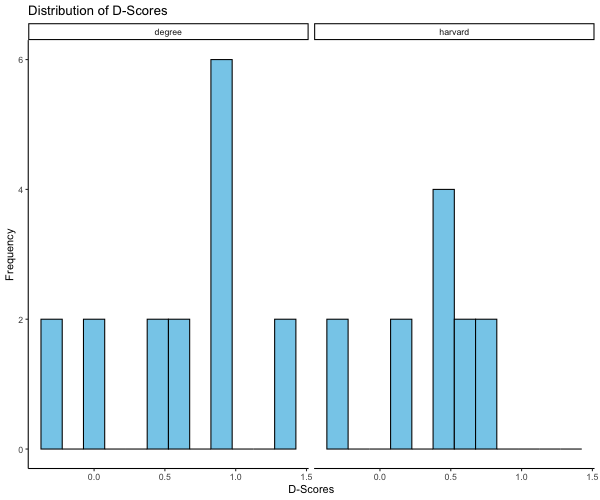 Distribution of D-Scores
degree harvard
6
4
2
0
0.0 0.5 1.0 1.5 0.0 0.5 1.0 1.5
D-Scores
Frequency